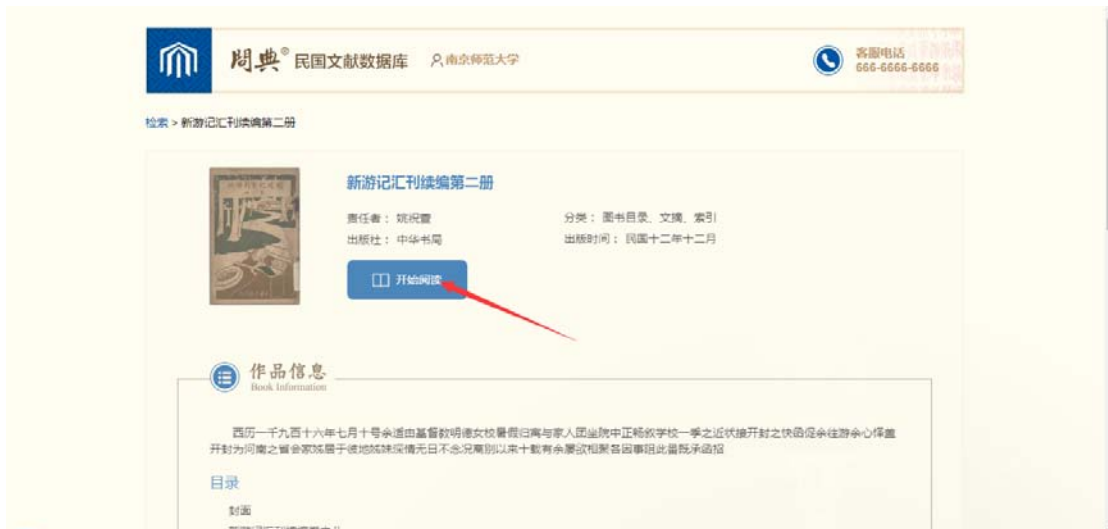 閲典® 民国文献数据库 南京师范大学
客服电话
666-6666-6666
检索 > 新游记汇刊续编第二册
新游记汇刊续编第二册
责任者： 姚祝萱 分类： 图书目录、文摘、索引
出版社： 中华书局 出版时间： 民国十二年十二月
开始阅读
作品信息
Book Information
西历一千九百十六年七月十号余适由基督教明德女校暑假归寓与家人团坐院中正畅叙学校一季之近状接开封之快函促余往游余心怿盖
开封为河南之省会家姊居于彼地姊妹深情无日不念况离别以来十载有余屡欲相聚各因事阻此番既承函招
目录
封面